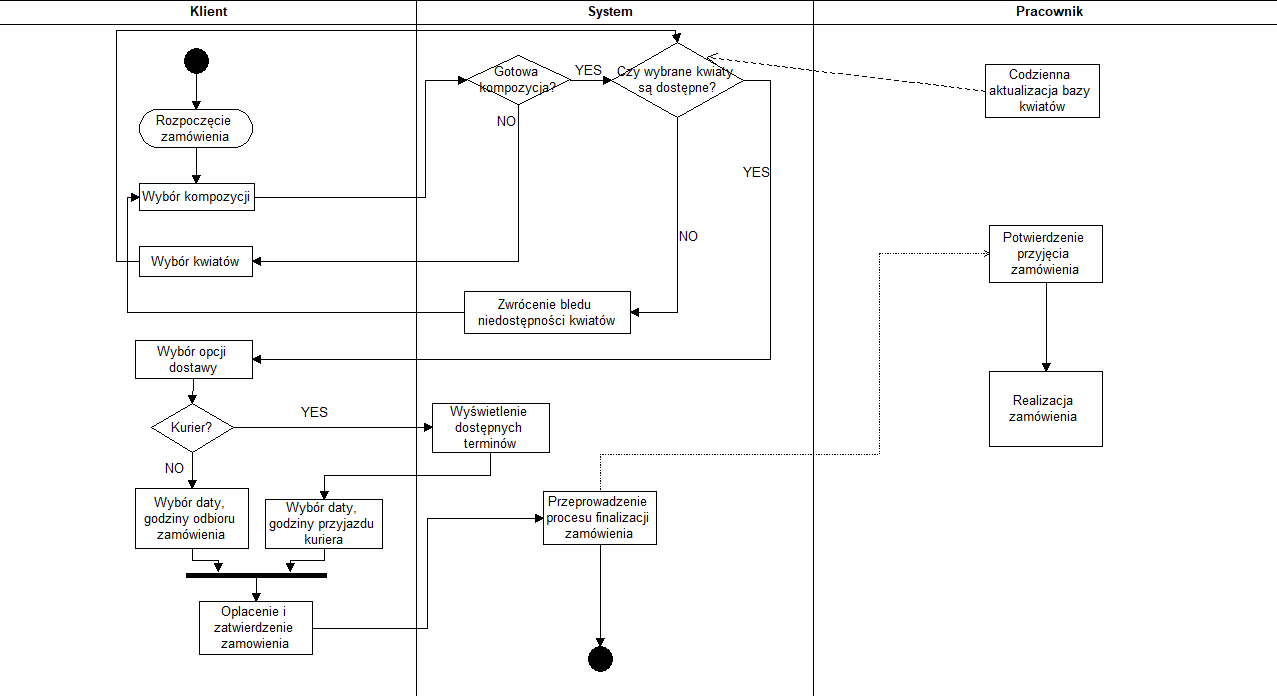 Klient
System
Pracownik
Rozpoczęcie
zamówienia
Wybór kompozycji
Wybór kwiatów
Gotowa
kompozycja?
YES
NO
Czy wybrane kwiaty
są dostępne?
YES
NO
Codzienna
aktualizacja bazy
kwiatów
Zwrócenie bledu
niedostępności kwiatów
Potwierdzenie
przyjęcia
zamówienia
Realizacja
zamówienia
Wybór opcji
dostawy
Kurier?
YES
NO
Wyświetlenie
dostępnych
terminów
Wybór daty,
godziny odbioru
zamówienia
Wybór daty,
godziny przyjazdu
kuriera
Przeprowadzenie
procesu finalizacji
zamówienia
Oplacenie i
zatwierdzenie
zamowienia